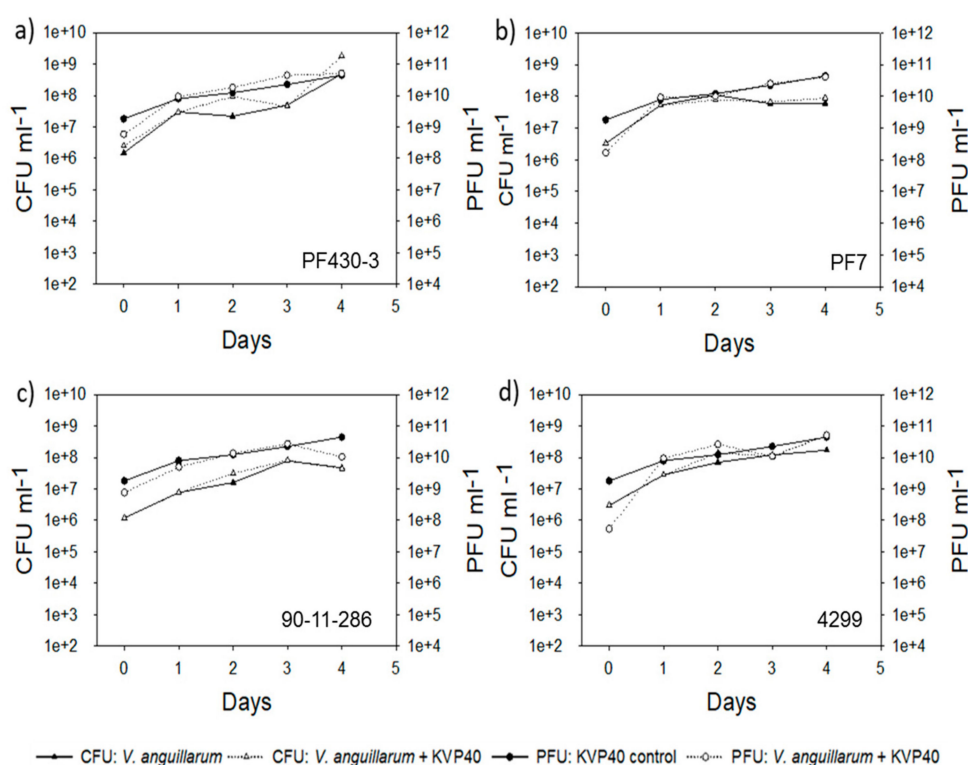 a)
1e+10
1e+9
1e+8
1e+7
1e+6
1e+5
1e+4
1e+3
1e+2
CFU ml⁻¹
1e+12
1e+11
1e+10
1e+9
1e+8
1e+7
1e+6
1e+5
1e+4
PFU ml⁻¹
PF430-3
0 1 2 3 4 5
Days
b)
1e+10
1e+9
1e+8
1e+7
1e+6
1e+5
1e+4
1e+3
1e+2
CFU ml⁻¹
1e+12
1e+11
1e+10
1e+9
1e+8
1e+7
1e+6
1e+5
1e+4
PFU ml⁻¹
PF7
0 1 2 3 4 5
Days
c)
1e+10
1e+9
1e+8
1e+7
1e+6
1e+5
1e+4
1e+3
1e+2
CFU ml⁻¹
1e+12
1e+11
1e+10
1e+9
1e+8
1e+7
1e+6
1e+5
1e+4
PFU ml⁻¹
90-11-286
0 1 2 3 4 5
Days
d)
1e+10
1e+9
1e+8
1e+7
1e+6
1e+5
1e+4
1e+3
1e+2
CFU ml⁻¹
1e+12
1e+11
1e+10
1e+9
1e+8
1e+7
1e+6
1e+5
1e+4
PFU ml⁻¹
4299
0 1 2 3 4 5
Days
CFU: V. anguillarum CFU: V. anguillarum + KVP40 PFU: KVP40 control PFU: V. anguillarum + KVP40